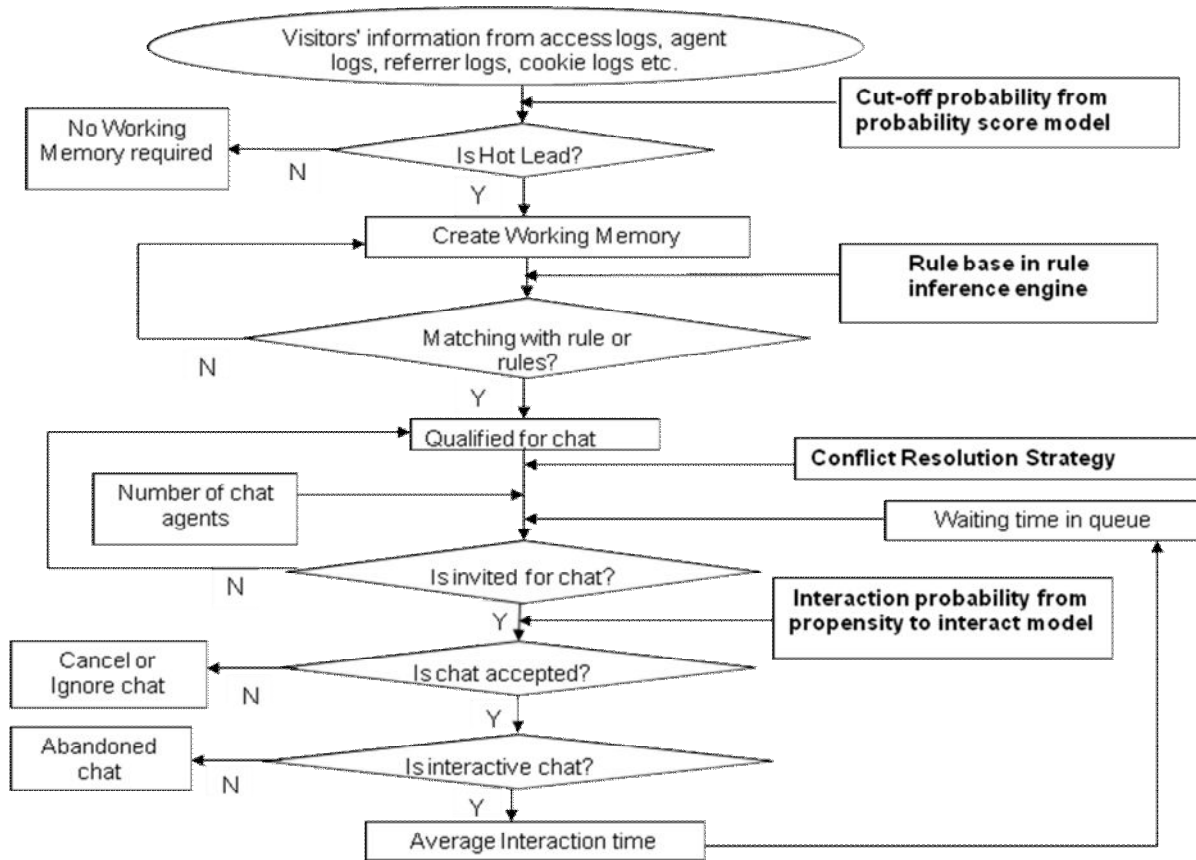 Visitors' information from access logs, agent
logs, referrer logs, cookie logs etc.
Cut-off probability from
probability score model
No Working
Memory required
N
Is Hot Lead?
Y
Create Working Memory
Rule base in rule
inference engine
Matching with rule or
rules?
N
Y
Qualified for chat
Conflict Resolution Strategy
Number of chat
agents
Waiting time in queue
N
Is invited for chat?
Y
Interaction probability from
propensity to interact model
Cancel or
Ignore chat
N
Is chat accepted?
Y
Abandoned
chat
N
Is interactive chat?
Y
Average Interaction time